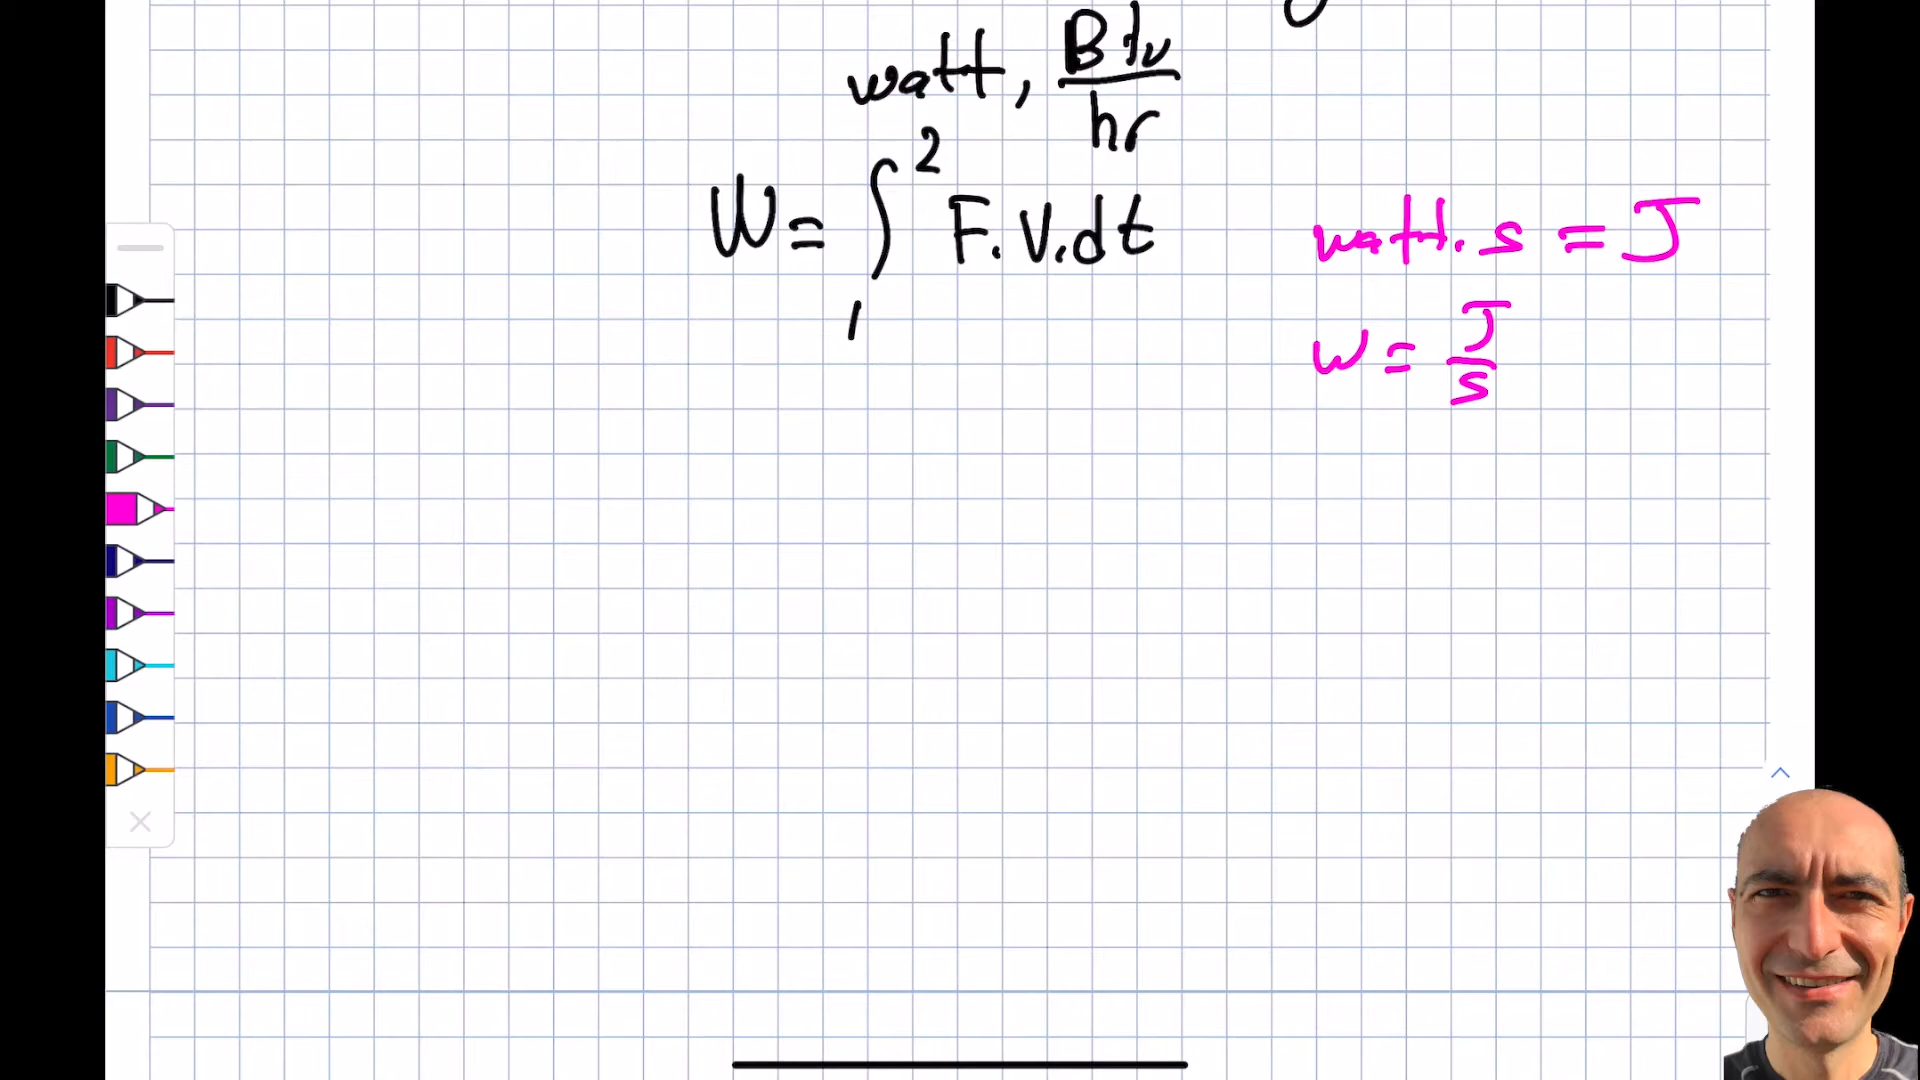 watt, Btu/hr
W = ∫₁² F.V.dt
watt.s = J
W = J/s